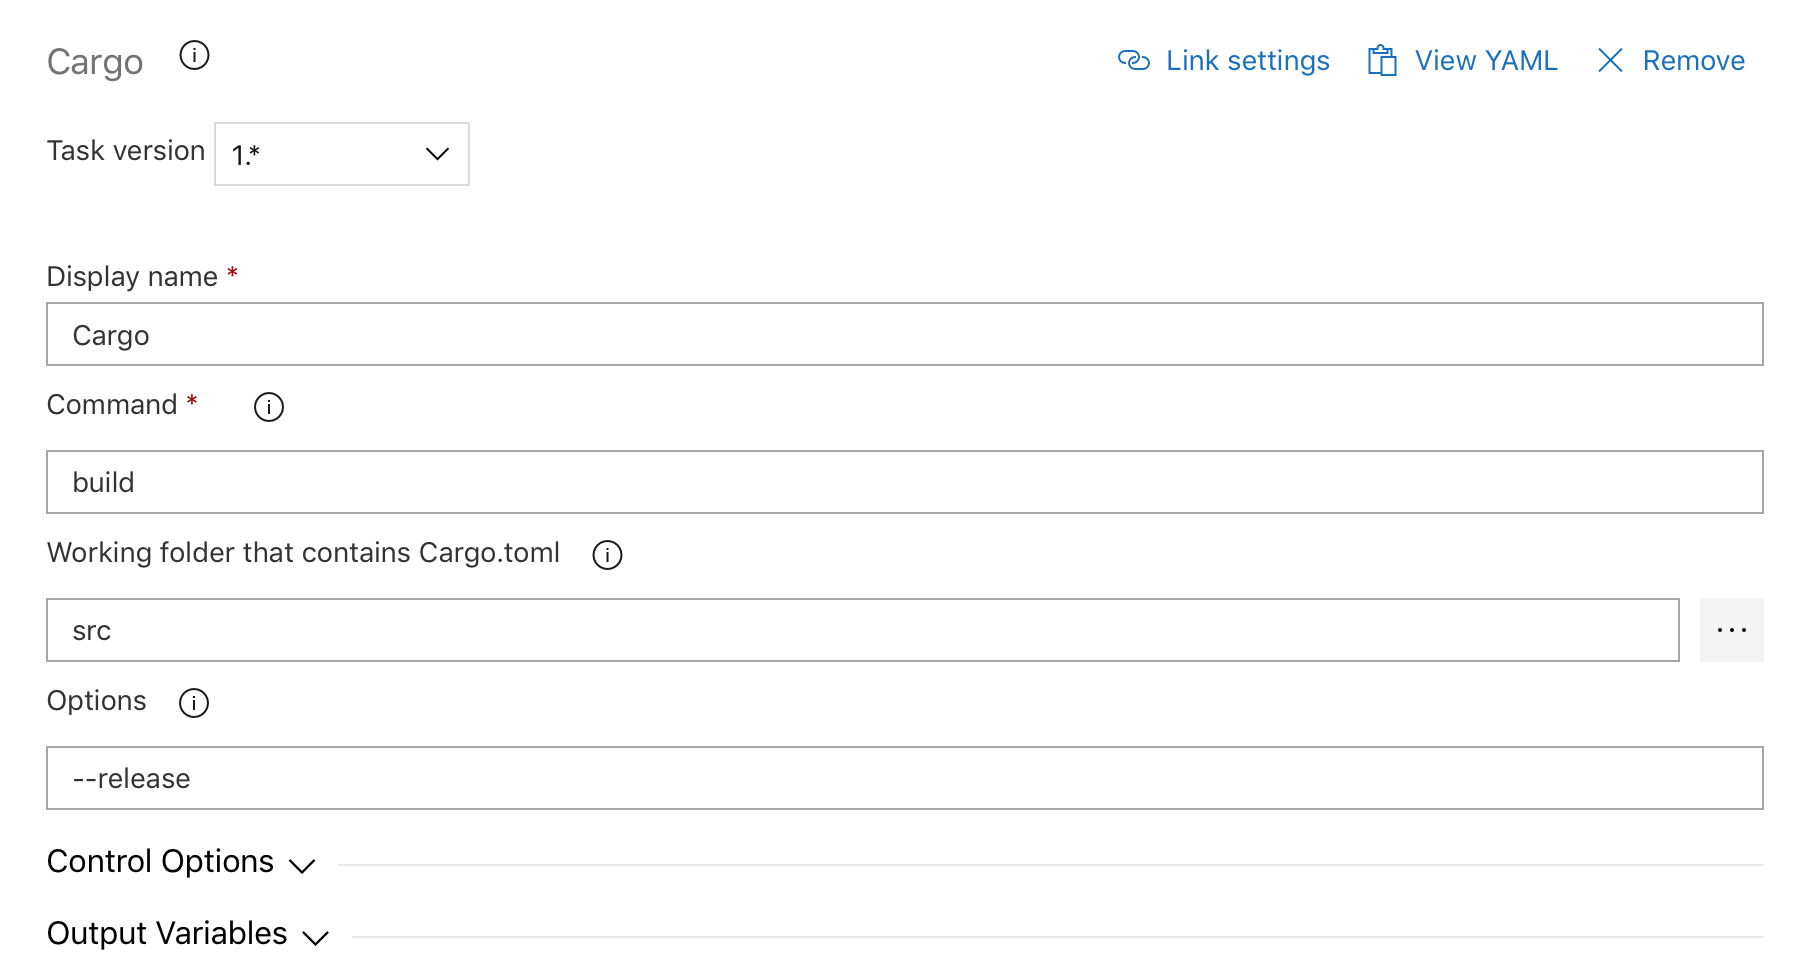 Cargo
Link settings
View YAML
Remove
Task version 1.*
Display name *
Cargo
Command *
build
Working folder that contains Cargo.toml
src
...
Options
--release
Control Options
Output Variables